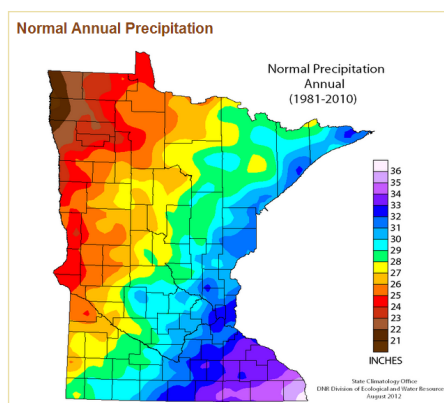 Normal Annual Precipitation
Normal Precipitation
Annual
(1981-2010)
36
35
34
33
32
31
30
29
28
27
26
25
24
23
22
21
INCHES
State Climatology Office
DNR Division of Ecological and Water Resource
August 2012